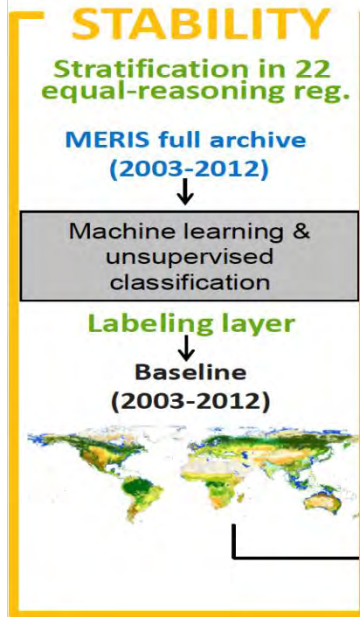 STABILITY
Stratification in 22
equal-reasoning reg.
MERIS full archive
(2003-2012)
Machine learning &
unsupervised
classification
Labeling layer
Baseline
(2003-2012)